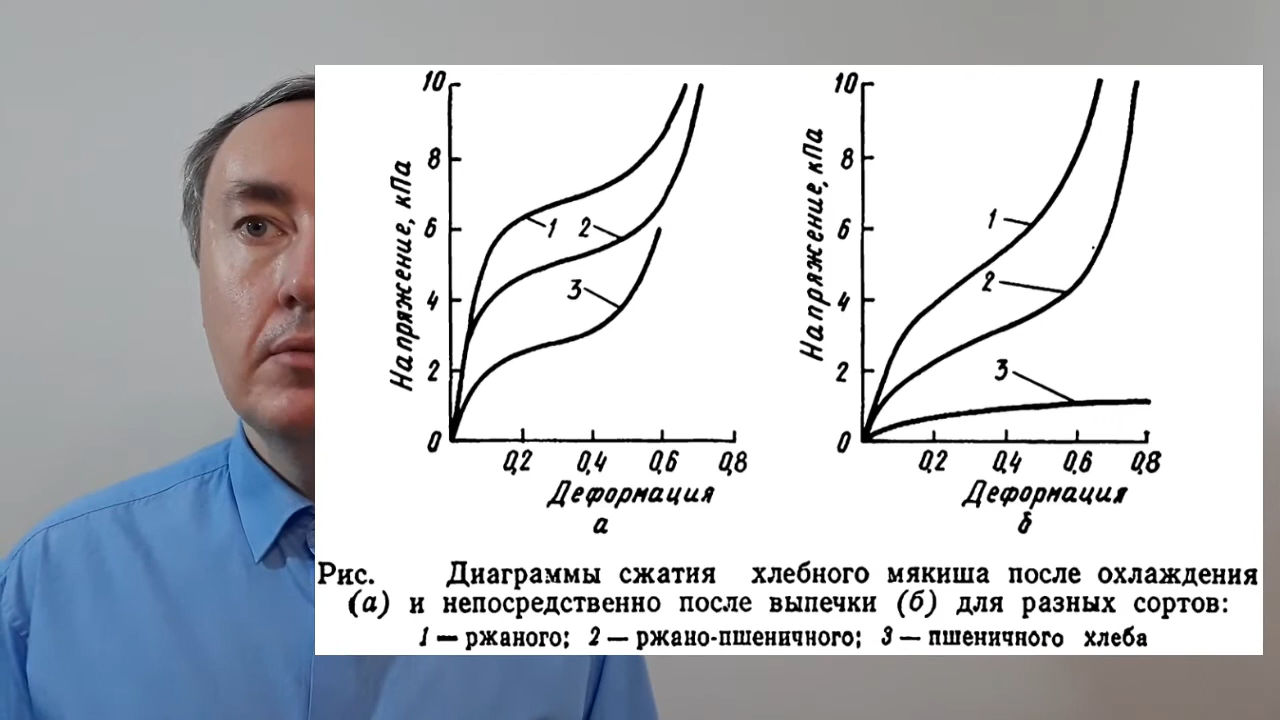 10
8
6
4
2
0
Напряжение, кПа
1
2
3
0,2 0,4 0,6 0,8
Деформация
а
10
8
6
4
2
0
Напряжение, кПа
1
2
3
0,2 0,4 0,6 0,8
Деформация
б
Рис. Диаграммы сжатия хлебного мякиша после охлаждения
(а) и непосредственно после выпечки (б) для разных сортов:
1 — ржаного; 2 — ржано-пшеничного; 3 — пшеничного хлеба